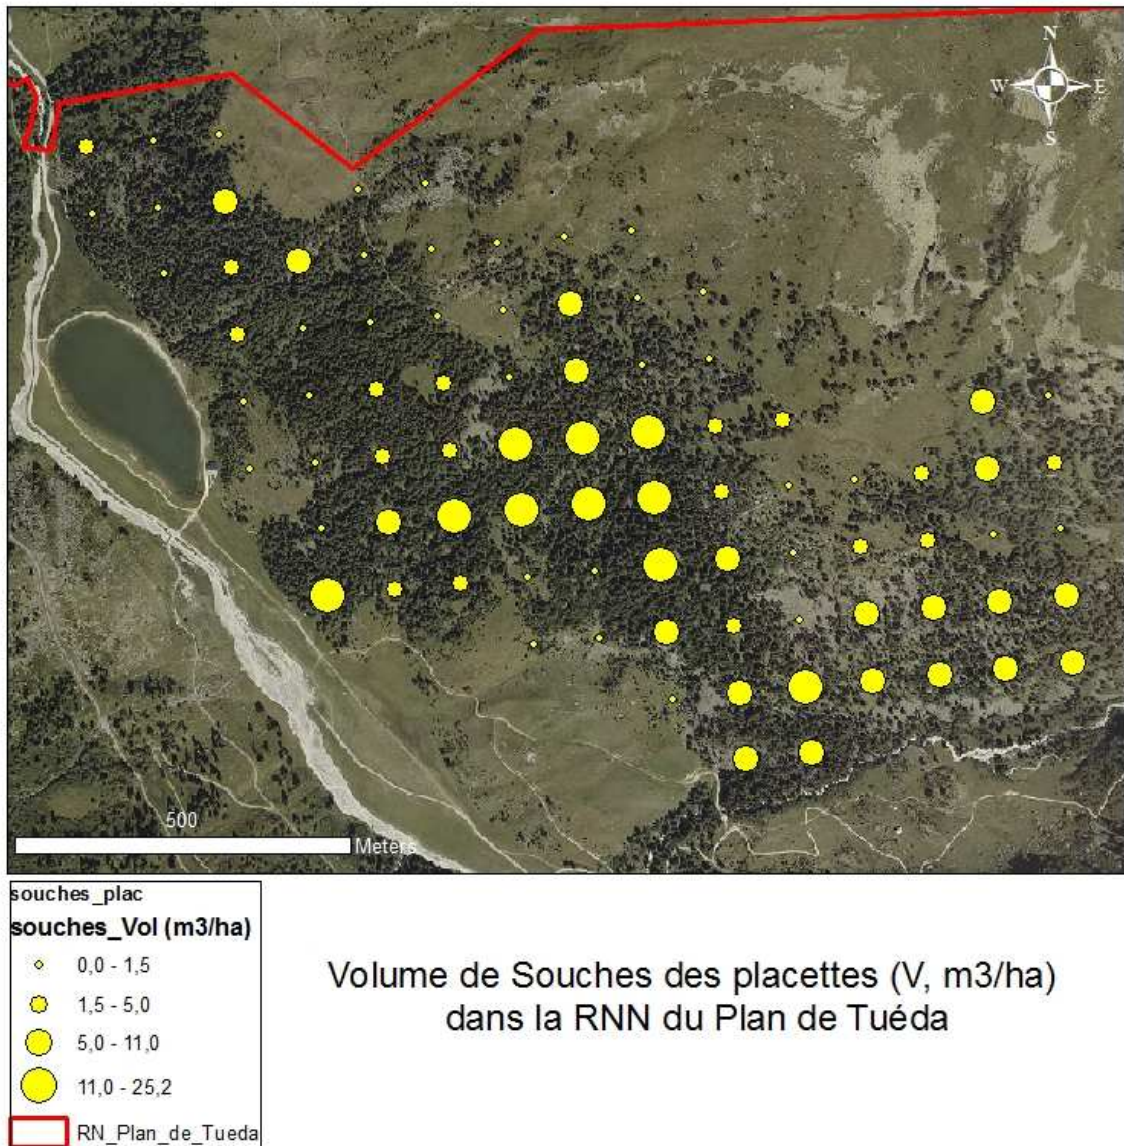 N
W E
S
500
Meters
souches_plac
souches_Vol (m3/ha)
0,0 - 1,5
1,5 - 5,0
5,0 - 11,0
11,0 - 25,2
RN_Plan_de_Tueda
Volume de Souches des placettes (V, m3/ha)
dans la RNN du Plan de Tuéda